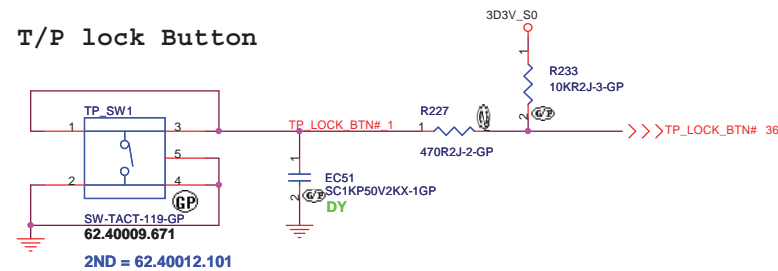 3D3V_S0
T/P lock Button
1
R233
10KR2J-3-GP
2
G/P
TP_SW1
1
3
5
2
4
GP
SW-TACT-119-GP
62.40009.671
2ND = 62.40012.101
TP_LOCK_BTN#_1
R227
1
2
470R2J-2-GP
TP_LOCK_BTN# 36
1
EC51
2
G/P
SC1KP50V2KX-1GP
DY